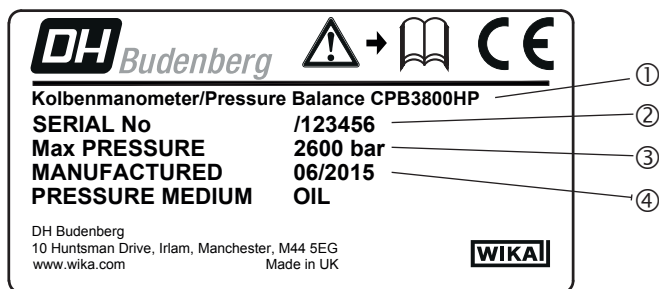 DH Budenberg CE
Kolbenmanometer/Pressure Balance CPB3800HP ①
SERIAL No /123456 ②
Max PRESSURE 2600 bar ③
MANUFACTURED 06/2015 ④
PRESSURE MEDIUM OIL
DH Budenberg
10 Huntsman Drive, Irlam, Manchester, M44 5EG
www.wika.com Made in UK
WIKA